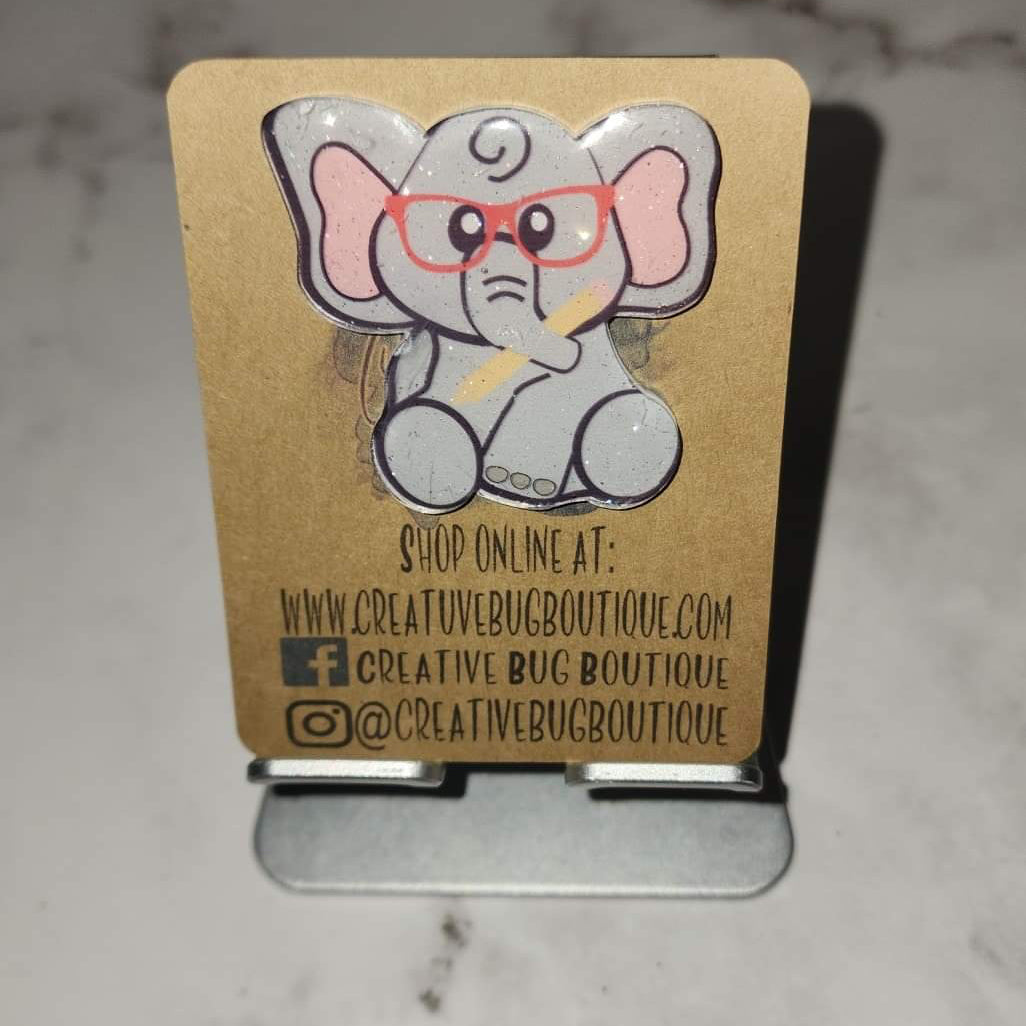 SHOP ONLINE AT:
WWW.CREATUVEBUGBOUTIQUE.COM
f CREATIVE BUG BOUTIQUE
@CREATIVEBUGBOUTIQUE